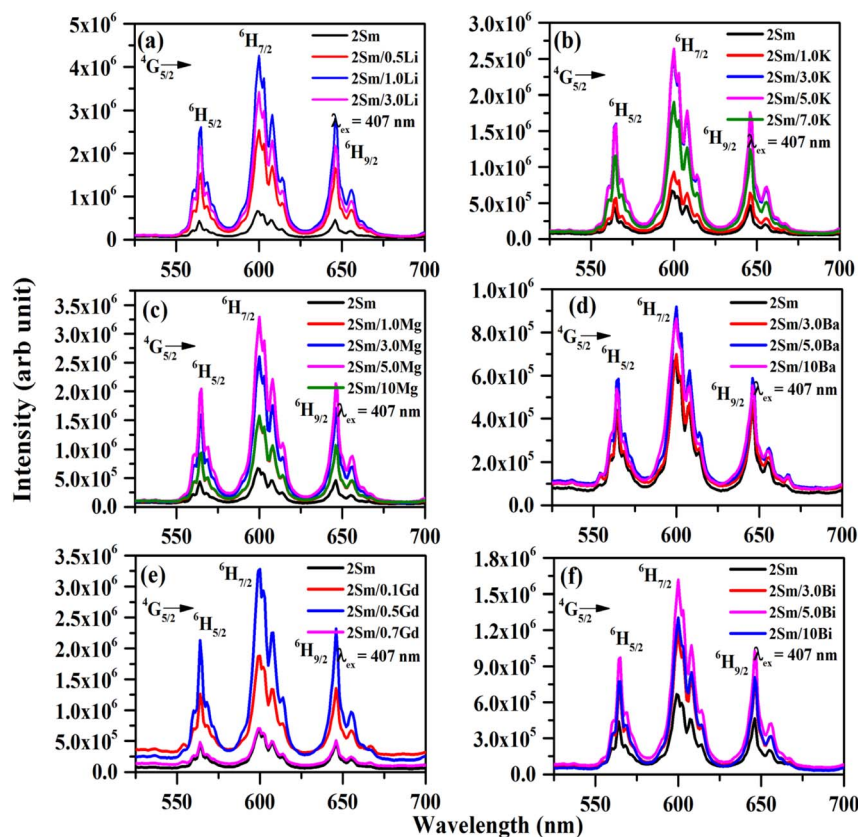 (a)
⁶H₇/₂
⁴G₅/₂→
⁶H₅/₂
2Sm
2Sm/0.5Li
2Sm/1.0Li
2Sm/3.0Li
λₑₓ = 407 nm
⁶H₉/₂
6x10⁶
5x10⁶
4x10⁶
3x10⁶
2x10⁶
1x10⁶
0
550 600 650 700
(b)
⁶H₇/₂
⁴G₅/₂→
⁶H₅/₂
2Sm
2Sm/1.0K
2Sm/3.0K
2Sm/5.0K
2Sm/7.0K
⁶H₉/₂
λₑₓ = 407 nm
3.0x10⁶
2.5x10⁶
2.0x10⁶
1.5x10⁶
1.0x10⁶
5.0x10⁵
0.0
550 600 650 700
(c)
⁶H₇/₂
⁴G₅/₂→
⁶H₅/₂
2Sm
2Sm/1.0Mg
2Sm/3.0Mg
2Sm/5.0Mg
2Sm/10Mg
⁶H₉/₂
λₑₓ = 407 nm
3.5x10⁶
3.0x10⁶
2.5x10⁶
2.0x10⁶
1.5x10⁶
1.0x10⁶
5.0x10⁵
0.0
550 600 650 700
(d)
⁶H₇/₂
⁴G₅/₂→
⁶H₅/₂
2Sm
2Sm/3.0Ba
2Sm/5.0Ba
2Sm/10Ba
⁶H₉/₂
λₑₓ = 407 nm
1.0x10⁶
8.0x10⁵
6.0x10⁵
4.0x10⁵
2.0x10⁵
0.0
550 600 650 700
(e)
⁶H₇/₂
⁴G₅/₂→
⁶H₅/₂
2Sm
2Sm/0.1Gd
2Sm/0.5Gd
2Sm/0.7Gd
⁶H₉/₂
λₑₓ = 407 nm
3.5x10⁶
3.0x10⁶
2.5x10⁶
2.0x10⁶
1.5x10⁶
1.0x10⁶
5.0x10⁵
0.0
550 600 650 700
(f)
⁶H₇/₂
⁴G₅/₂→
⁶H₅/₂
2Sm
2Sm/3.0Bi
2Sm/5.0Bi
2Sm/10Bi
⁶H₉/₂
λₑₓ = 407 nm
1.8x10⁶
1.5x10⁶
1.2x10⁶
9.0x10⁵
6.0x10⁵
3.0x10⁵
0.0
550 600 650 700
Intensity (arb unit)
Wavelength (nm)